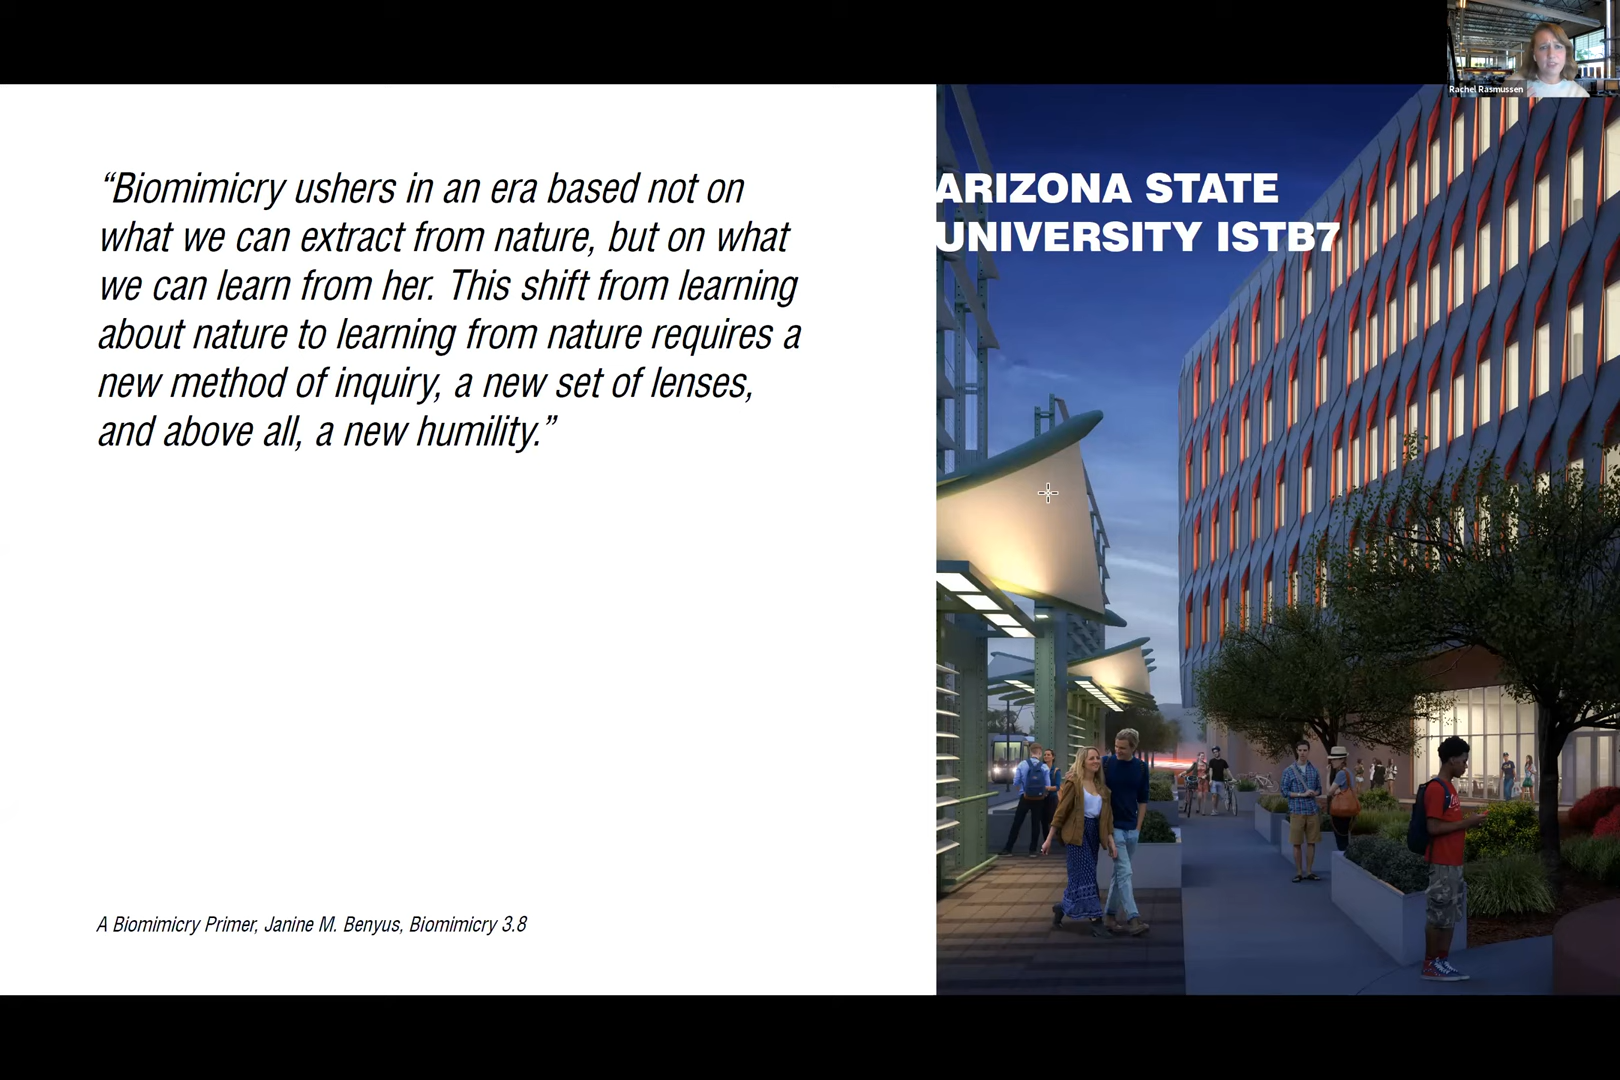 Rachel Rasmussen
“Biomimicry ushers in an era based not on
what we can extract from nature, but on what
we can learn from her. This shift from learning
about nature to learning from nature requires a
new method of inquiry, a new set of lenses,
and above all, a new humility.”
A Biomimicry Primer, Janine M. Benyus, Biomimicry 3.8
ARIZONA STATE
UNIVERSITY ISTB7